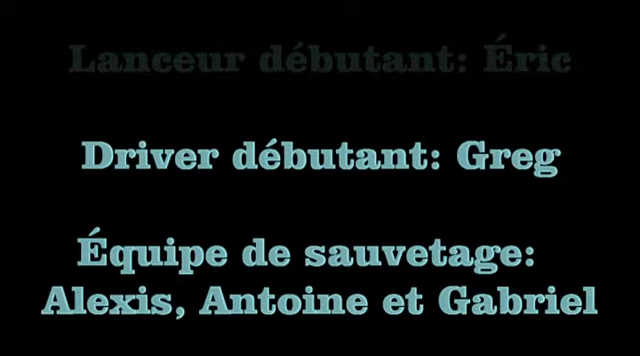 Lanceur débutant: Éric
Driver débutant: Greg
Équipe de sauvetage:
Alexis, Antoine et Gabriel